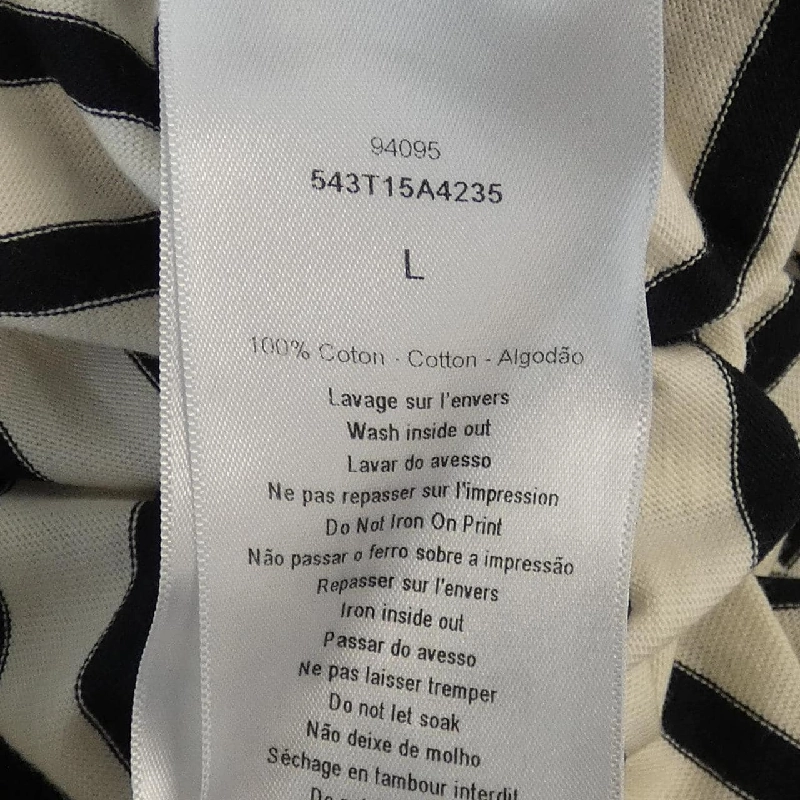 94095
543T15A4235
L
100% Coton - Cotton - Algodão
Lavage sur l'envers
Wash inside out
Lavar do avesso
Ne pas repasser sur l'impression
Do Not Iron On Print
Não passar o ferro sobre a impressão
Repasser sur l'envers
Iron inside out
Passar do avesso
Ne pas laisser tremper
Do not let soak
Não deixe de molho
Séchage en tambour interdit
Do